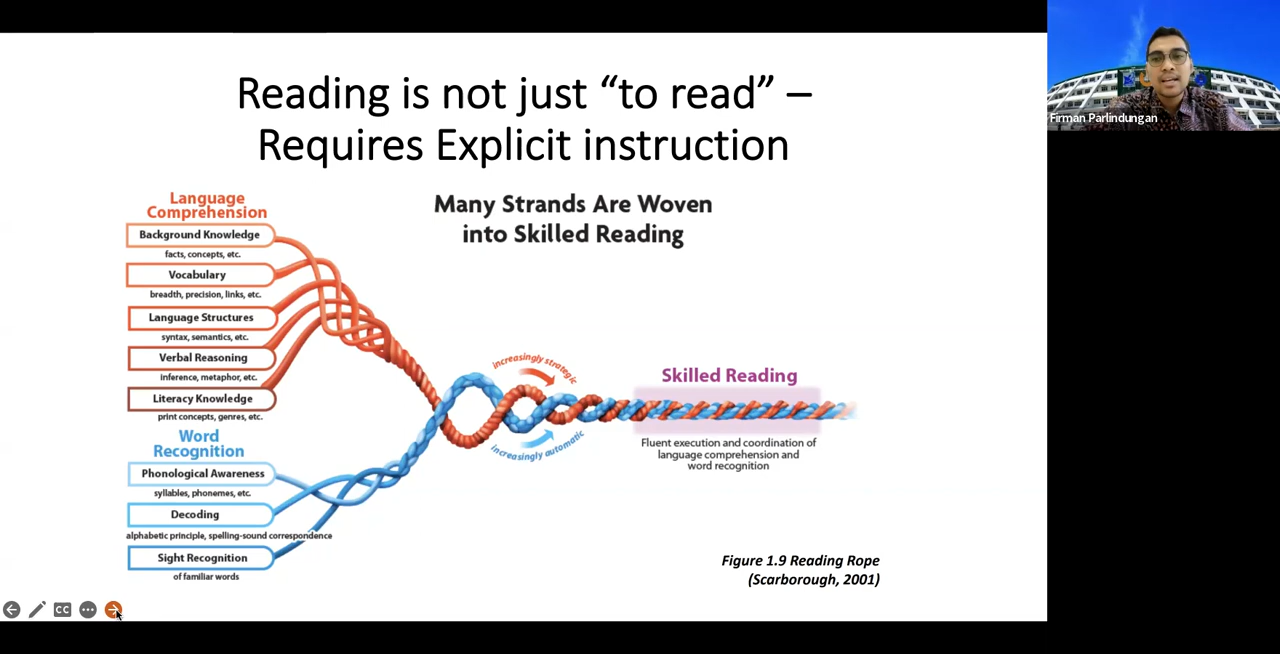 Reading is not just “to read” –
Requires Explicit instruction
Many Strands Are Woven
into Skilled Reading
Language
Comprehension
Background Knowledge
facts, concepts, etc.
Vocabulary
breadth, precision, links, etc.
Language Structures
syntax, semantics, etc.
Verbal Reasoning
inference, metaphor, etc.
Literacy Knowledge
print concepts, genres, etc.
Word
Recognition
Phonological Awareness
syllables, phonemes, etc.
Decoding
alphabetic principle, spelling-sound correspondence
Sight Recognition
of familiar words
increasingly strategic
increasingly automatic
Skilled Reading
Fluent execution and coordination of
language comprehension and
word recognition
Figure 1.9 Reading Rope
(Scarborough, 2001)
CC
Firman Parlindungan